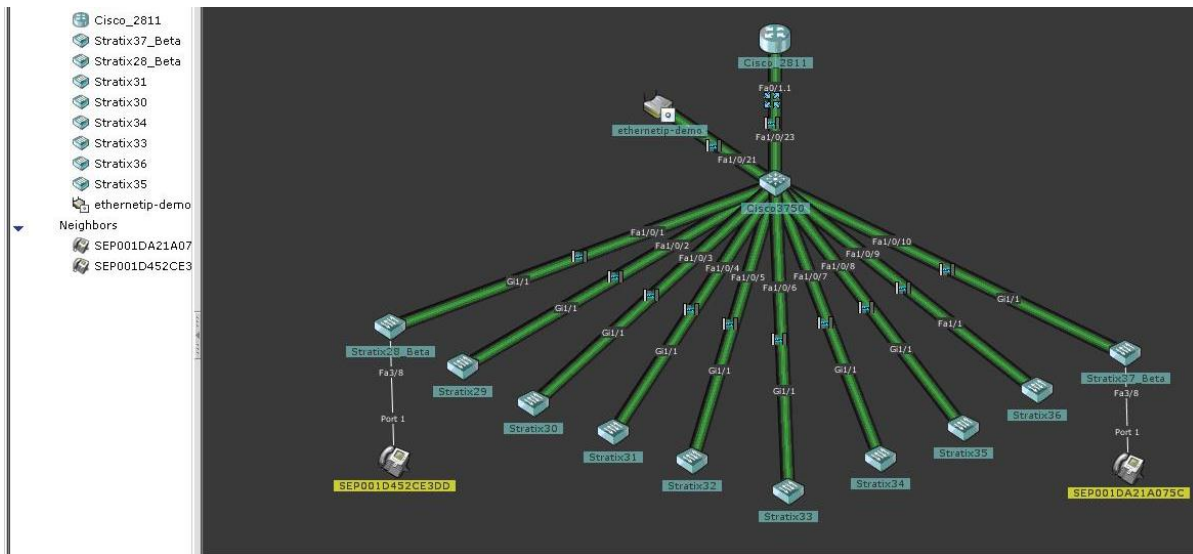 Cisco_2811
Stratix37_Beta
Stratix28_Beta
Stratix31
Stratix30
Stratix34
Stratix33
Stratix36
Stratix35
ethernetip-demo
Neighbors
SEP001DA21A07
SEP001D452CE3
Cisco_2811
Fa0/1.1
ethernetip-demo
Fa1/0/23
Fa1/0/21
Cisco3750
Fa1/0/1
Fa1/0/2
Fa1/0/3
Fa1/0/4
Fa1/0/5
Fa1/0/6
Fa1/0/7
Fa1/0/8
Fa1/0/9
Fa1/0/10
Gi1/1
Gi1/1
Gi1/1
Gi1/1
Gi1/1
Gi1/1
Gi1/1
Gi1/1
Fa1/1
Gi1/1
Stratix28_Beta
Stratix29
Stratix30
Stratix31
Stratix32
Stratix33
Stratix34
Stratix35
Stratix36
Stratix37_Beta
Fa3/8
Port 1
SEP001D452CE3DD
Fa3/8
Port 1
SEP001DA21A075C